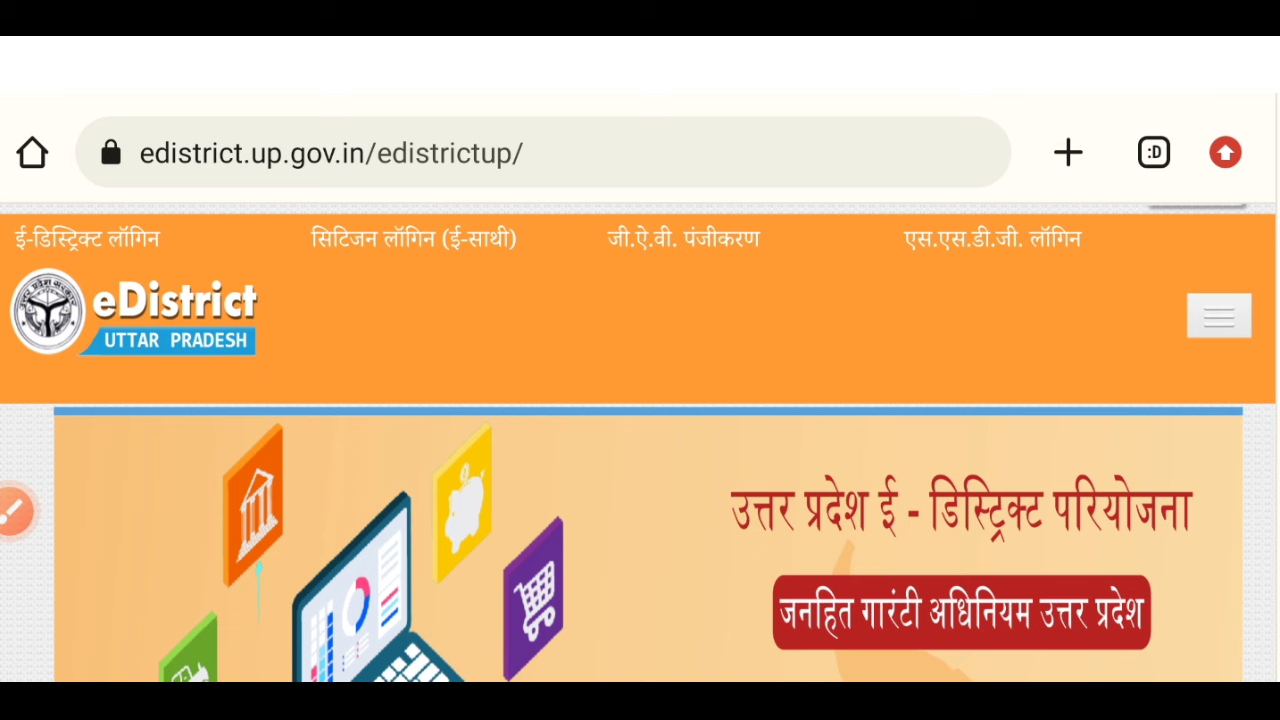 edistrict.up.gov.in/edistrictup/
:D
ई-डिस्ट्रिक्ट लॉगिन
सिटिजन लॉगिन (ई-साथी)
जी.ऐ.वी. पंजीकरण
एस.एस.डी.जी. लॉगिन
eDistrict
UTTAR PRADESH
उत्तर प्रदेश ई - डिस्ट्रिक्ट परियोजना
जनहित गारंटी अधिनियम उत्तर प्रदेश